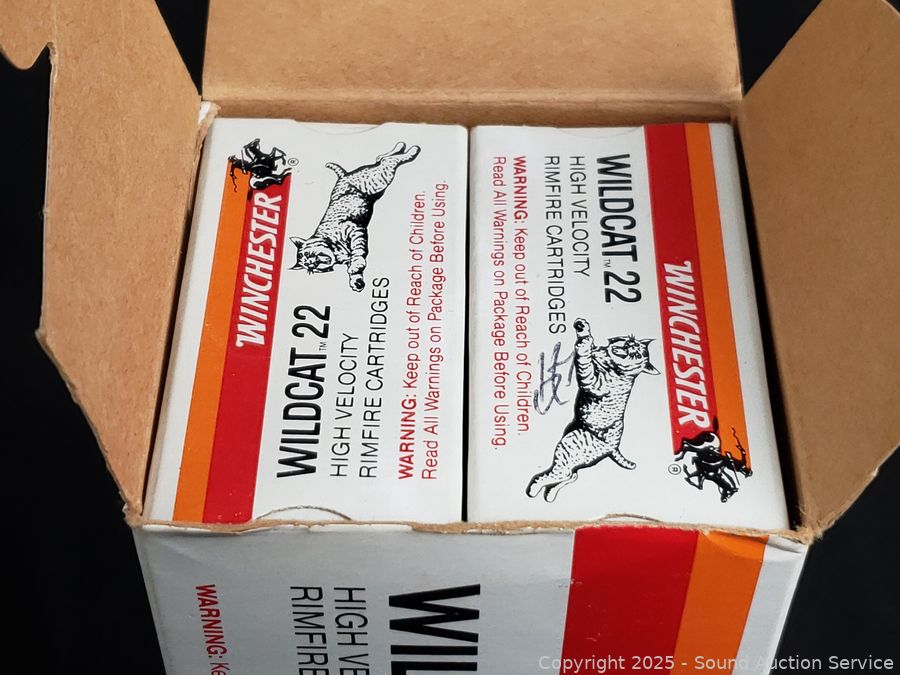 WINCHESTER
®
WILDCAT™ 22
HIGH VELOCITY
RIMFIRE CARTRIDGES
WARNING: Keep out of Reach of Children.
Read All Warnings on Package Before Using.
WINCHESTER
®
WILDCAT™ 22
HIGH VELOCITY
RIMFIRE CARTRIDGES
WARNING: Keep out of Reach of Children.
Read All Warnings on Package Before Using.
WIL
HIGH VE
RIMFIRE
WARNING: Ke
Copyright 2025 - Sound Auction Service